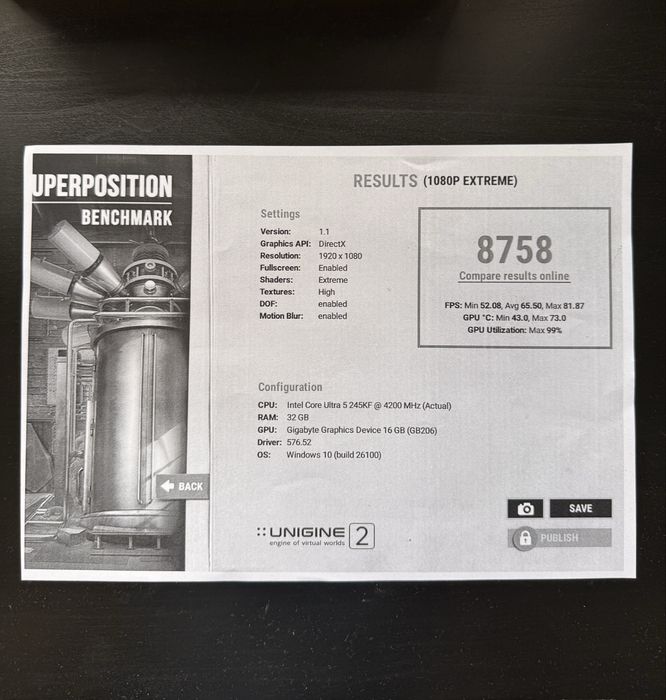 UPERPOSITION
BENCHMARK
RESULTS (1080P EXTREME)
Settings
Version: 1.1
Graphics API: DirectX
Resolution: 1920 x 1080
Fullscreen: Enabled
Shaders: Extreme
Textures: High
DOF: enabled
Motion Blur: enabled
8758
Compare results online
FPS: Min 52.08, Avg 65.50, Max 81.87
GPU °C: Min 43.0, Max 73.0
GPU Utilization: Max 99%
Configuration
CPU: Intel Core Ultra 5 245KF @ 4200 MHz (Actual)
RAM: 32 GB
GPU: Gigabyte Graphics Device 16 GB (GB206)
Driver: 576.52
OS: Windows 10 (build 26100)
BACK
SAVE
PUBLISH
UNIGINE 2
engine of virtual worlds